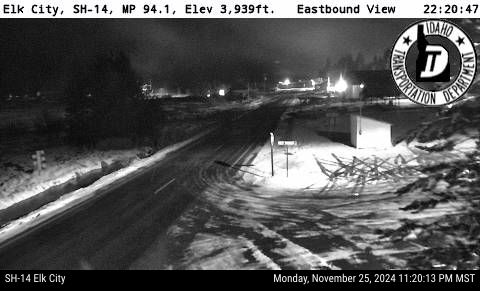 Elk City, SH-14, MP 94.1, Elev 3,939ft.   Eastbound View   22:20:47
IDAHO
TRANSPORTATION DEPARTMENT
SH-14 Elk City
Monday, November 25, 2024 11:20:13 PM MST